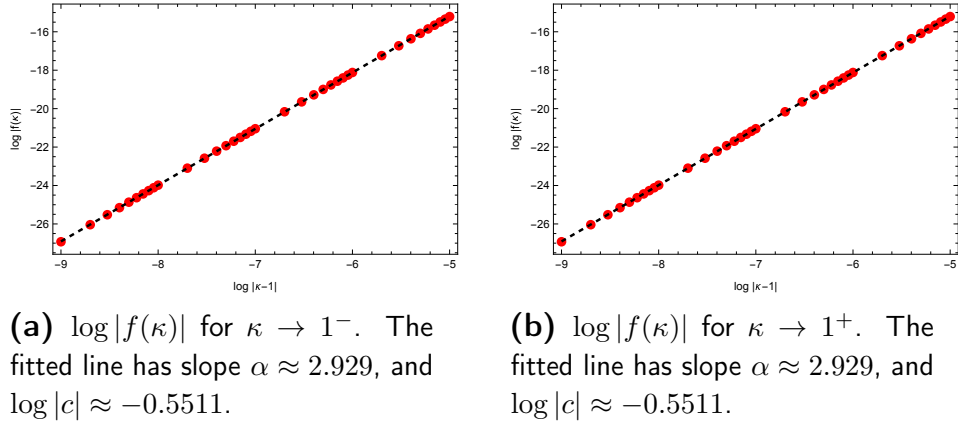 −16
−18
−20
−22
−24
−26
log |f(κ)|
−9 −8 −7 −6 −5
log |κ−1|
(a) log |f(κ)| for κ → 1⁻. The
fitted line has slope α ≈ 2.929, and
log |c| ≈ −0.5511.
−16
−18
−20
−22
−24
−26
log |f(κ)|
−9 −8 −7 −6 −5
log |κ−1|
(b) log |f(κ)| for κ → 1⁺. The
fitted line has slope α ≈ 2.929, and
log |c| ≈ −0.5511.